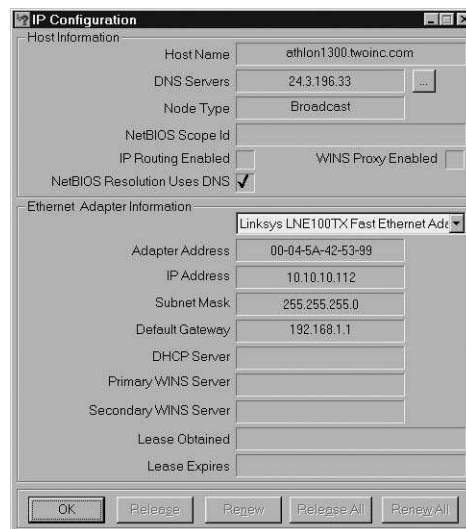 IP Configuration
Host Information
Host Name athlon1300.twoinc.com
DNS Servers 24.3.196.33 ...
Node Type Broadcast
NetBIOS Scope Id
IP Routing Enabled WINS Proxy Enabled
NetBIOS Resolution Uses DNS
Ethernet Adapter Information
Linksys LNE100TX Fast Ethernet Ada
Adapter Address 00-04-5A-42-53-99
IP Address 10.10.10.112
Subnet Mask 255.255.255.0
Default Gateway 192.168.1.1
DHCP Server
Primary WINS Server
Secondary WINS Server
Lease Obtained
Lease Expires
OK Release Renew Release All Renew All